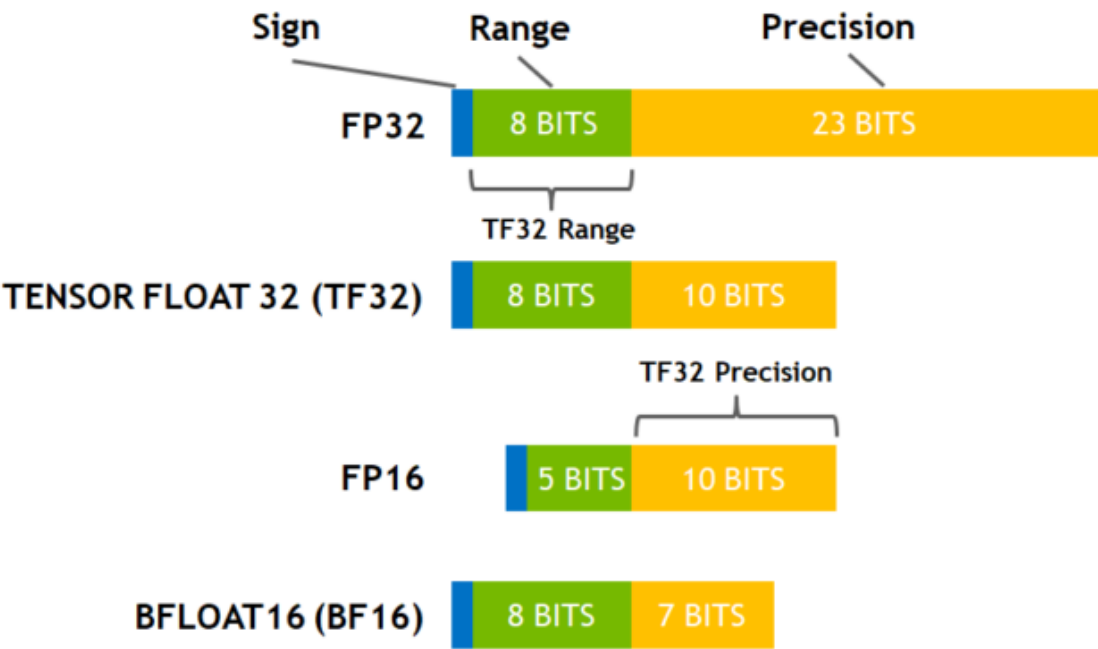 Sign Range Precision
FP32 8 BITS 23 BITS
TF32 Range
TENSOR FLOAT 32 (TF32) 8 BITS 10 BITS
TF32 Precision
FP16 5 BITS 10 BITS
BFLOAT16 (BF16) 8 BITS 7 BITS